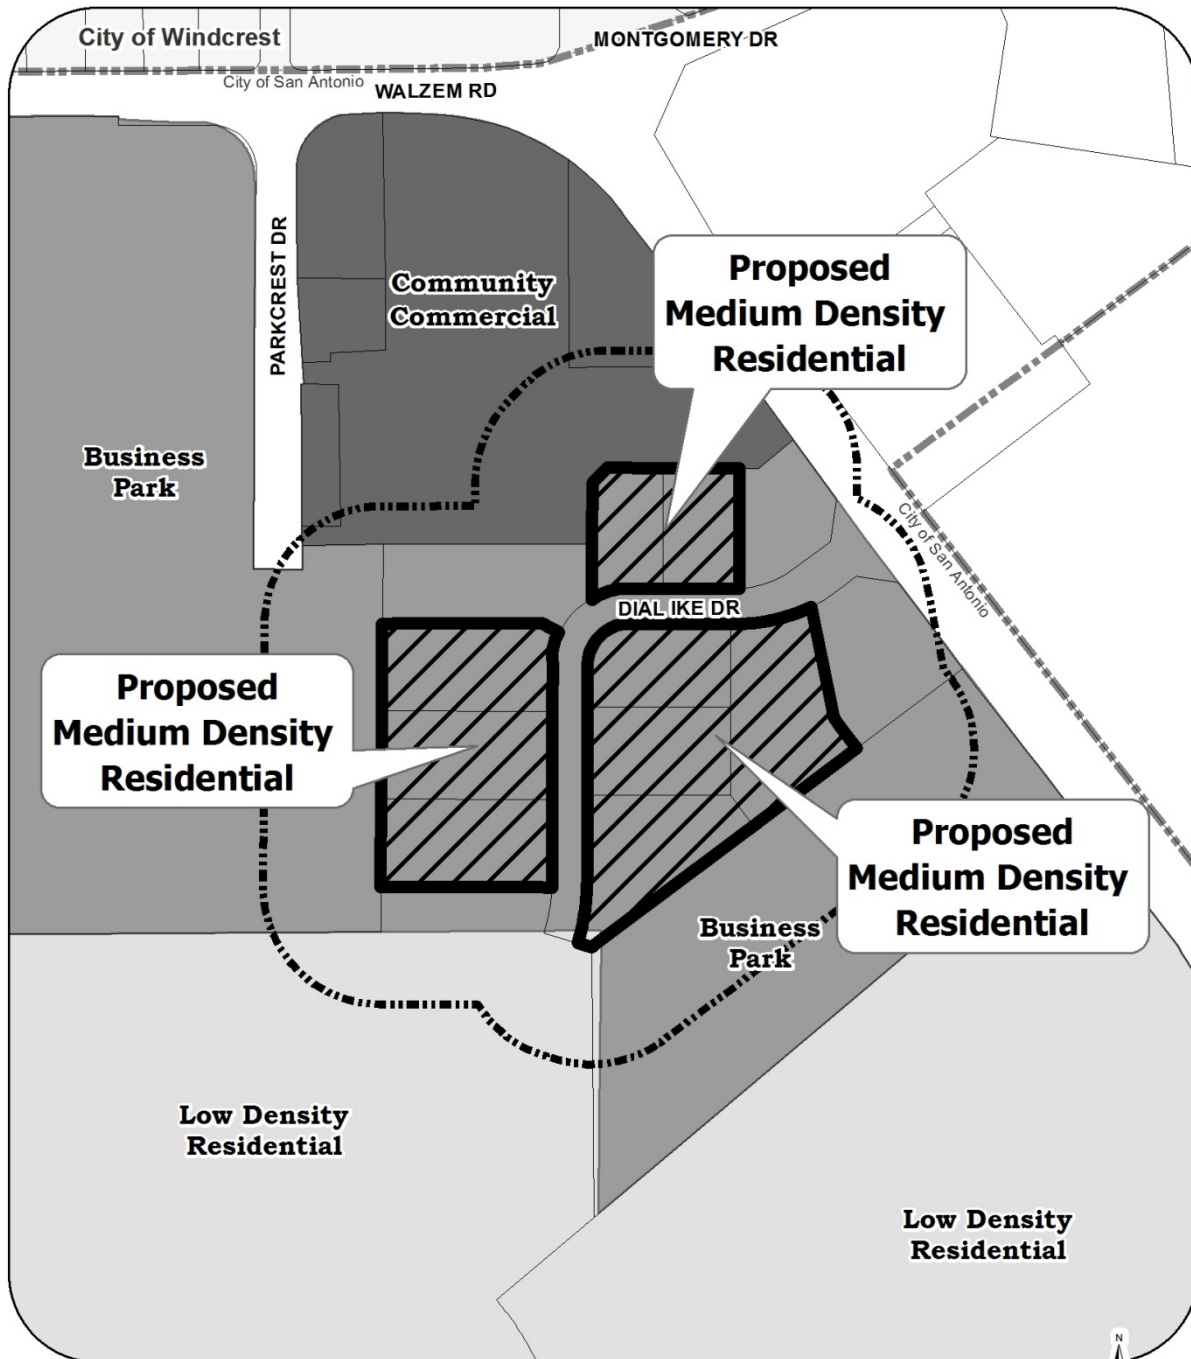 City of Windcrest
MONTGOMERY DR
City of San Antonio
WALZEM RD
PARKCREST DR
Community
Commercial
Proposed
Medium Density
Residential
Business
Park
City of San Antonio
DIAL IKE DR
Proposed
Medium Density
Residential
Proposed
Medium Density
Residential
Business
Park
Low Density
Residential
Low Density
Residential
N